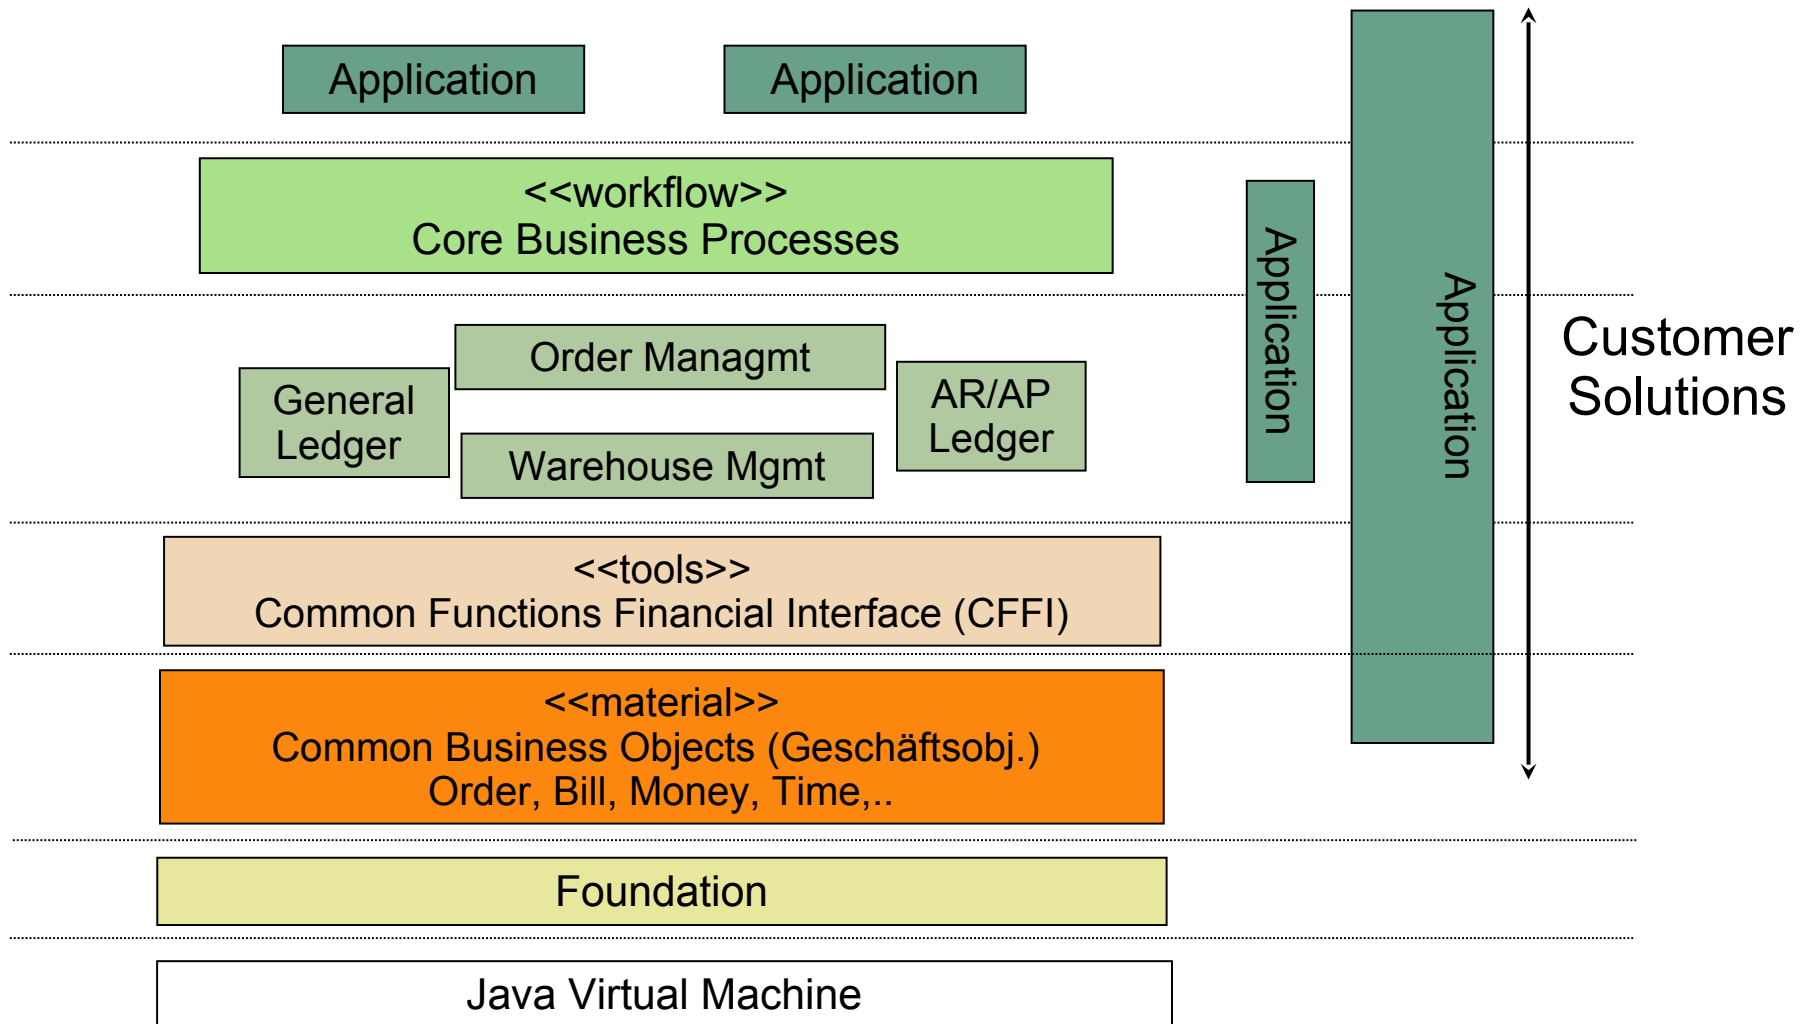 Application
Application
<<workflow>>
Core Business Processes
Order Managmt
General
Ledger
AR/AP
Ledger
Warehouse Mgmt
Application
Application
Customer
Solutions
<<tools>>
Common Functions Financial Interface (CFFI)
<<material>>
Common Business Objects (Geschäftsobj.)
Order, Bill, Money, Time,..
Foundation
Java Virtual Machine